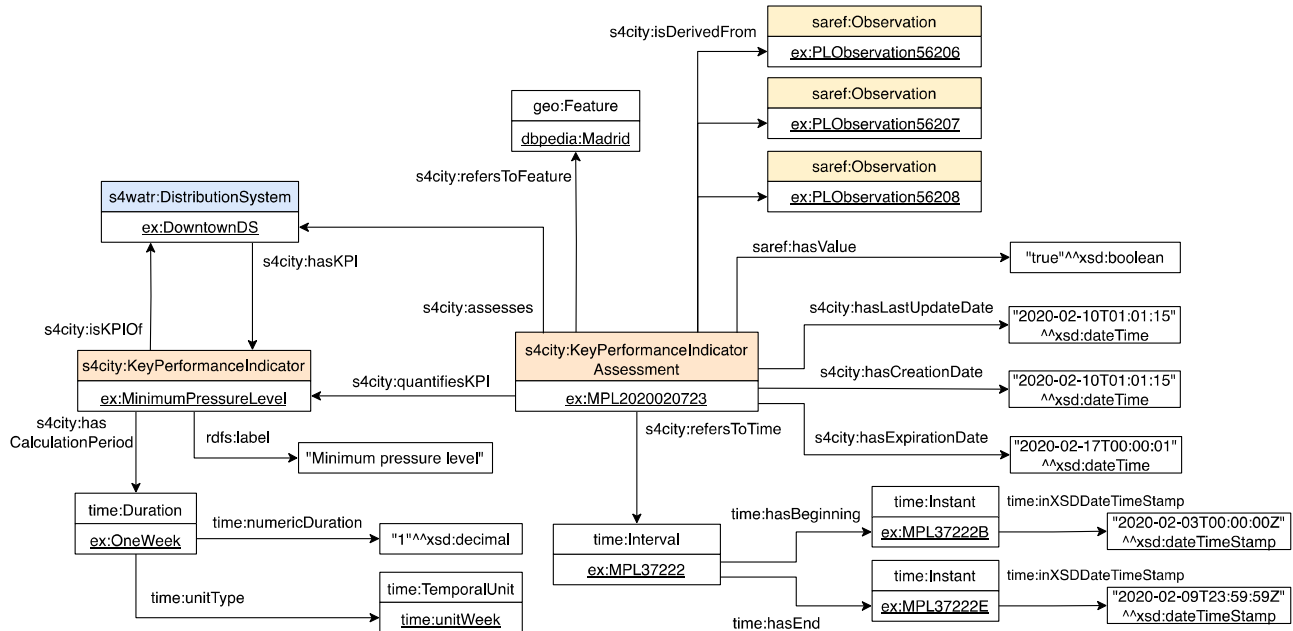 saref:Observation
s4city:isDerivedFrom
ex:PLObservation56206
saref:Observation
geo:Feature
ex:PLObservation56207
dbpedia:Madrid
saref:Observation
s4city:refersToFeature
ex:PLObservation56208
s4watr:DistributionSystem
ex:DowntownDS
saref:hasValue
"true"^^xsd:boolean
s4city:hasKPI
s4city:hasLastUpdateDate
"2020-02-10T01:01:15"
^^xsd:dateTime
s4city:assesses
s4city:isKPIOf
s4city:KeyPerformanceIndicator
s4city:KeyPerformanceIndicator
Assessment
s4city:quantifiesKPI
s4city:hasCreationDate
"2020-02-10T01:01:15"
^^xsd:dateTime
ex:MinimumPressureLevel
ex:MPL2020020723
s4city:has
CalculationPeriod
rdfs:label
s4city:refersToTime
s4city:hasExpirationDate
"2020-02-17T00:00:01"
^^xsd:dateTime
"Minimum pressure level"
time:Duration
time:Instant
time:inXSDDateTimeStamp
time:numericDuration
time:hasBeginning
ex:OneWeek
"1"^^xsd:decimal
time:Interval
ex:MPL37222B
"2020-02-03T00:00:00Z"
^^xsd:dateTimeStamp
ex:MPL37222
time:Instant
time:inXSDDateTimeStamp
time:TemporalUnit
time:unitType
ex:MPL37222E
"2020-02-09T23:59:59Z"
^^xsd:dateTimeStamp
time:unitWeek
time:hasEnd